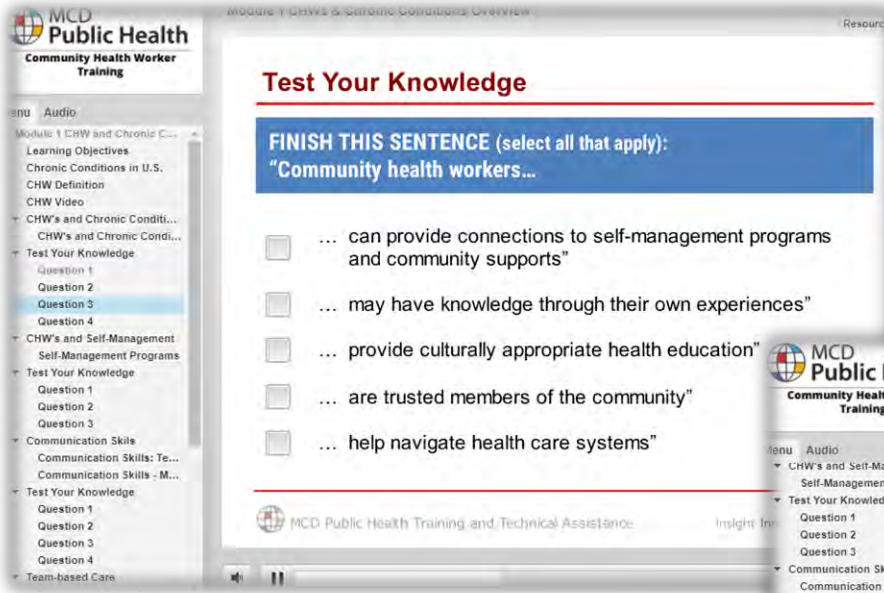 MCD
Public Health
Community Health Worker
Training
Module 1 CHWs & Chronic Conditions Overview
Resourc
enu Audio
Module 1 CHW and Chronic C...
Learning Objectives
Chronic Conditions in U.S.
CHW Definition
CHW Video
CHW's and Chronic Conditi...
CHW's and Chronic Condi...
Test Your Knowledge
Question 1
Question 2
Question 3
Question 4
CHW's and Self-Management
Self-Management Programs
Test Your Knowledge
Question 1
Question 2
Question 3
Communication Skils
Communication Skills: Te...
Communication Skills - M...
Test Your Knowledge
Question 1
Question 2
Question 3
Question 4
Team-based Care
Test Your Knowledge
FINISH THIS SENTENCE (select all that apply):
“Community health workers...
... can provide connections to self-management programs
and community supports”
... may have knowledge through their own experiences”
... provide culturally appropriate health education”
... are trusted members of the community”
... help navigate health care systems”
MCD Public Health Training and Technical Assistance
Insight Inn
MCD
Public
Community Healt
Training
Menu Audio
CHW's and Self-Ma
Self-Managemen
Test Your Knowled
Question 1
Question 2
Question 3
Communication Sk
Communication